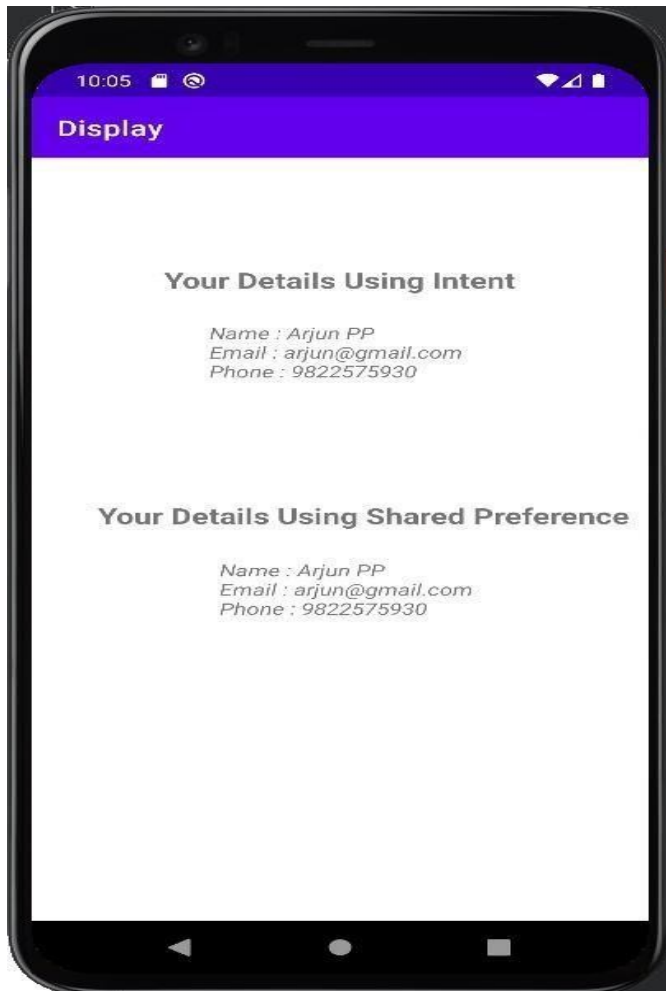 10:05
Display
Your Details Using Intent
Name : Arjun PP
Email : arjun@gmail.com
Phone : 9822575930
Your Details Using Shared Preference
Name : Arjun PP
Email : arjun@gmail.com
Phone : 9822575930